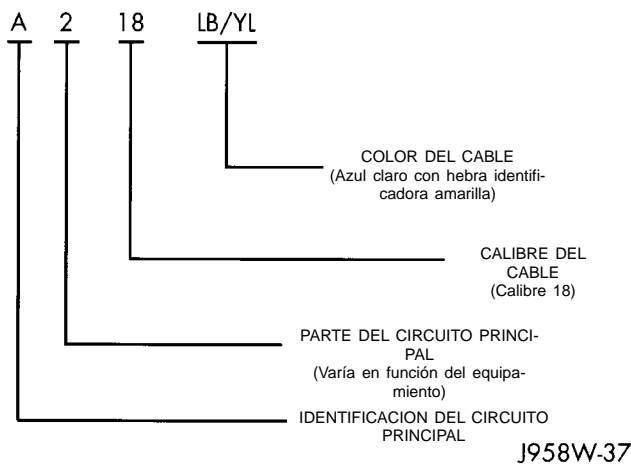 A 2 18 LB/YL
COLOR DEL CABLE
(Azul claro con hebra identifi-
cadora amarilla)
CALIBRE DEL
CABLE
(Calibre 18)
PARTE DEL CIRCUITO PRINCI-
PAL
(Varía en función del equipa-
miento)
IDENTIFICACION DEL CIRCUITO
PRINCIPAL
J958W-37